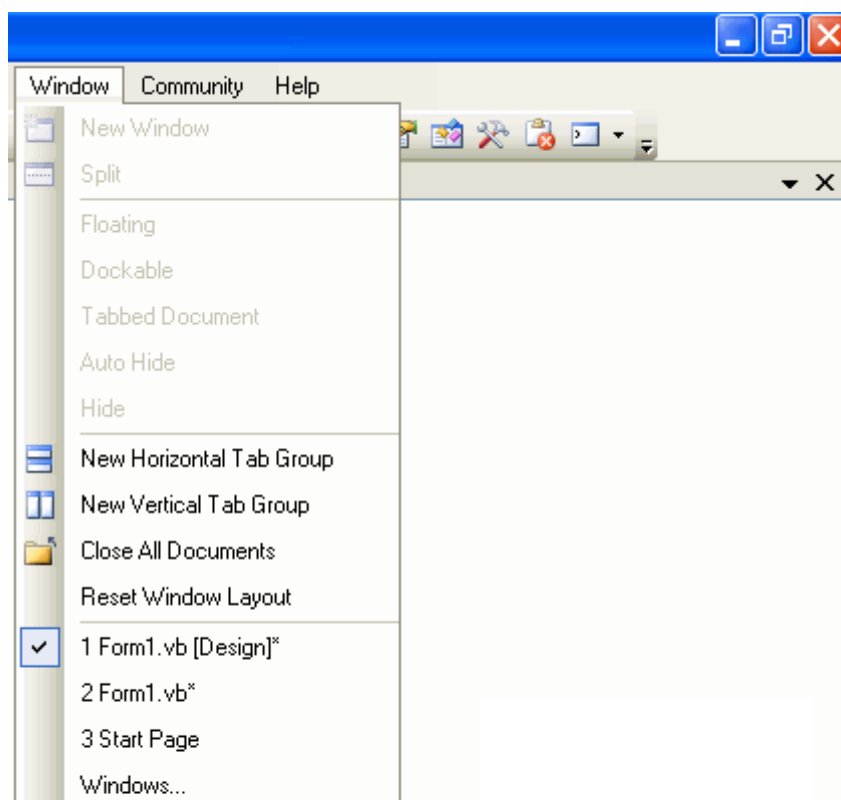 Window Community Help
New Window
Split
Floating
Dockable
Tabbed Document
Auto Hide
Hide
New Horizontal Tab Group
New Vertical Tab Group
Close All Documents
Reset Window Layout
1 Form1.vb [Design]*
2 Form1.vb*
3 Start Page
Windows...